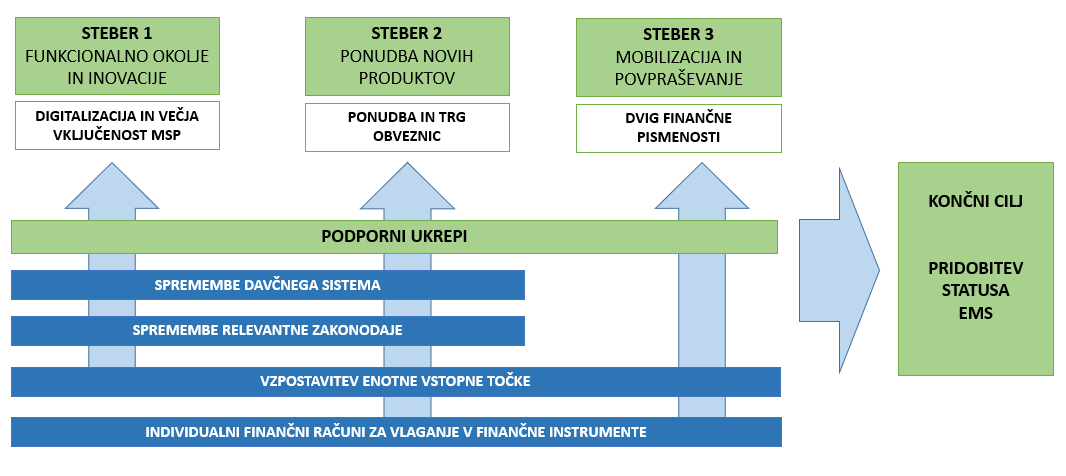 STEBER 1
FUNKCIONALNO OKOLJE
IN INOVACIJE
DIGITALIZACIJA IN VEČJA
VKLJUČENOST MSP
STEBER 2
PONUDBA NOVIH
PRODUKTOV
PONUDBA IN TRG
OBVEZNIC
STEBER 3
MOBILIZACIJA IN
POVPRAŠEVANJE
DVIG FINANČNE
PISMENOSTI
PODPORNI UKREPI
SPREMEMBE DAVČNEGA SISTEMA
SPREMEMBE RELEVANTNE ZAKONODAJE
VZPOSTAVITEV ENOTNE VSTOPNE TOČKE
INDIVIDUALNI FINANČNI RAČUNI ZA VLAGANJE V FINANČNE INSTRUMENTE
KONČNI CILJ
PRIDOBITEV
STATUSA
EMS